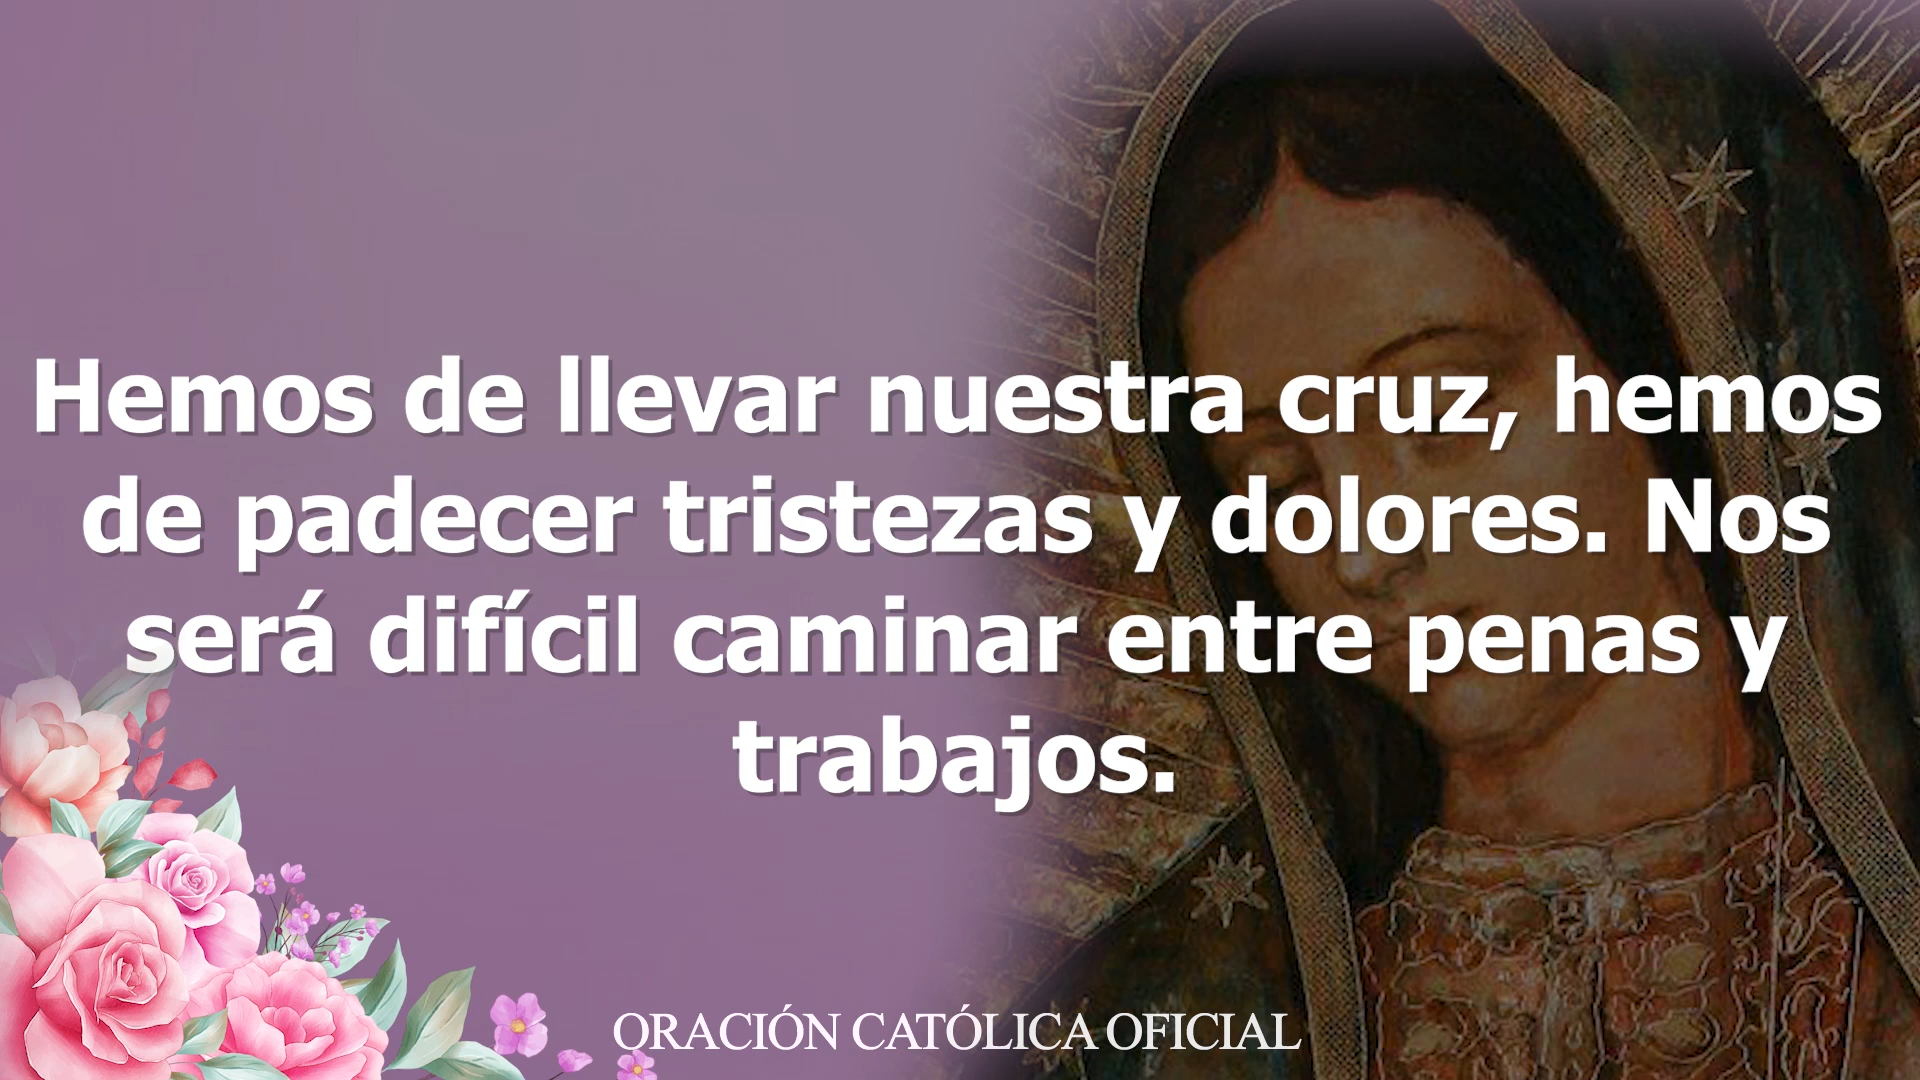 Hemos de llevar nuestra cruz, hemos
de padecer tristezas y dolores. Nos
será difícil caminar entre penas y
trabajos.
ORACIÓN CATÓLICA OFICIAL